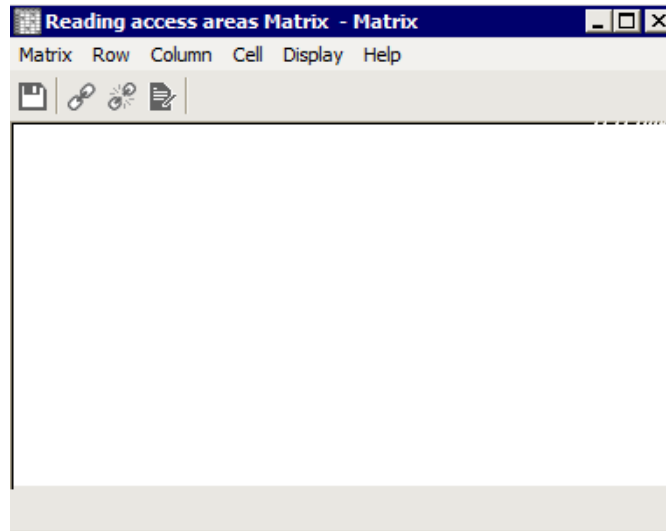 Reading access areas Matrix - Matrix
Matrix Row Column Cell Display Help